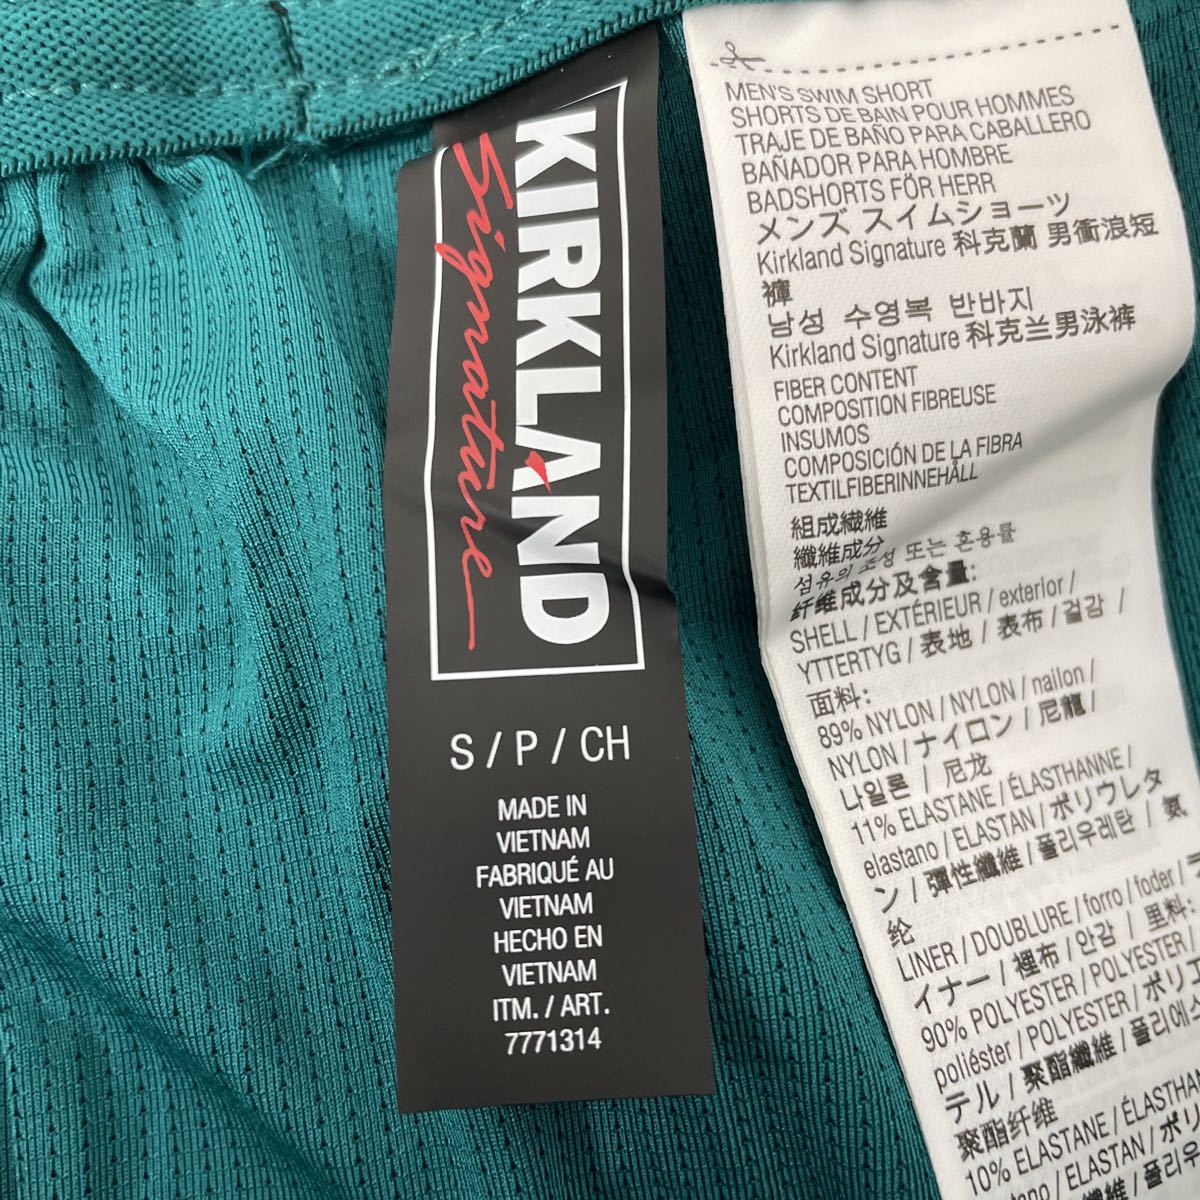 KIRKLAND
Signature
S / P / CH
MADE IN
VIETNAM
FABRIQUÉ AU
VIETNAM
HECHO EN
VIETNAM
ITM. / ART.
7771314
MEN'S SWIM SHORT
SHORTS DE BAIN POUR HOMMES
TRAJE DE BAÑO PARA CABALLERO
BAÑADOR PARA HOMBRE
BADSHORTS FÖR HERR
メンズ スイムショーツ
Kirkland Signature 科克蘭 男衝浪短
褲
남성 수영복 반바지
Kirkland Signature 科克兰男泳裤
FIBER CONTENT
COMPOSITION FIBREUSE
INSUMOS
COMPOSICIÓN DE LA FIBRA
TEXTILFIBERINNEHÅLL
組成繊維
纖維成分
섬유의 조성 또는 혼용률
纤维成分及含量:
SHELL / EXTÉRIEUR / exterior /
YTTERTYG / 表地 / 表布 / 겉감 /
面料:
89% NYLON / NYLON / nailon /
NYLON / ナイロン / 尼龍 /
나일론 / 尼龙
11% ELASTANE / ÉLASTHANNE /
elastano / ELASTAN / ポリウレタ
ン / 彈性纖維 / 폴리우레탄 / 氨
纶
LINER / DOUBLURE / forro / foder / ラ
イナー / 裡布 / 안감 / 里料:
90% POLYESTER / POLYESTER
poliéster / POLYESTER / ポリエス
テル / 聚酯纖維 / 폴리에스
聚酯纤维
10% ELASTANE / ÉLASTHAN
elastano / ELASTAN / ポリウ